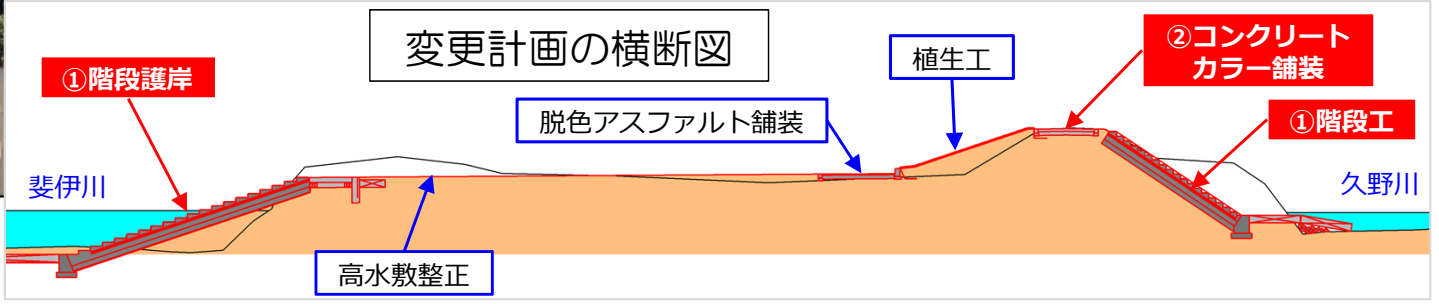 変更計画の横断図
①階段護岸
植生工
②コンクリート
カラー舗装
脱色アスファルト舗装
①階段工
斐伊川
久野川
高水敷整正